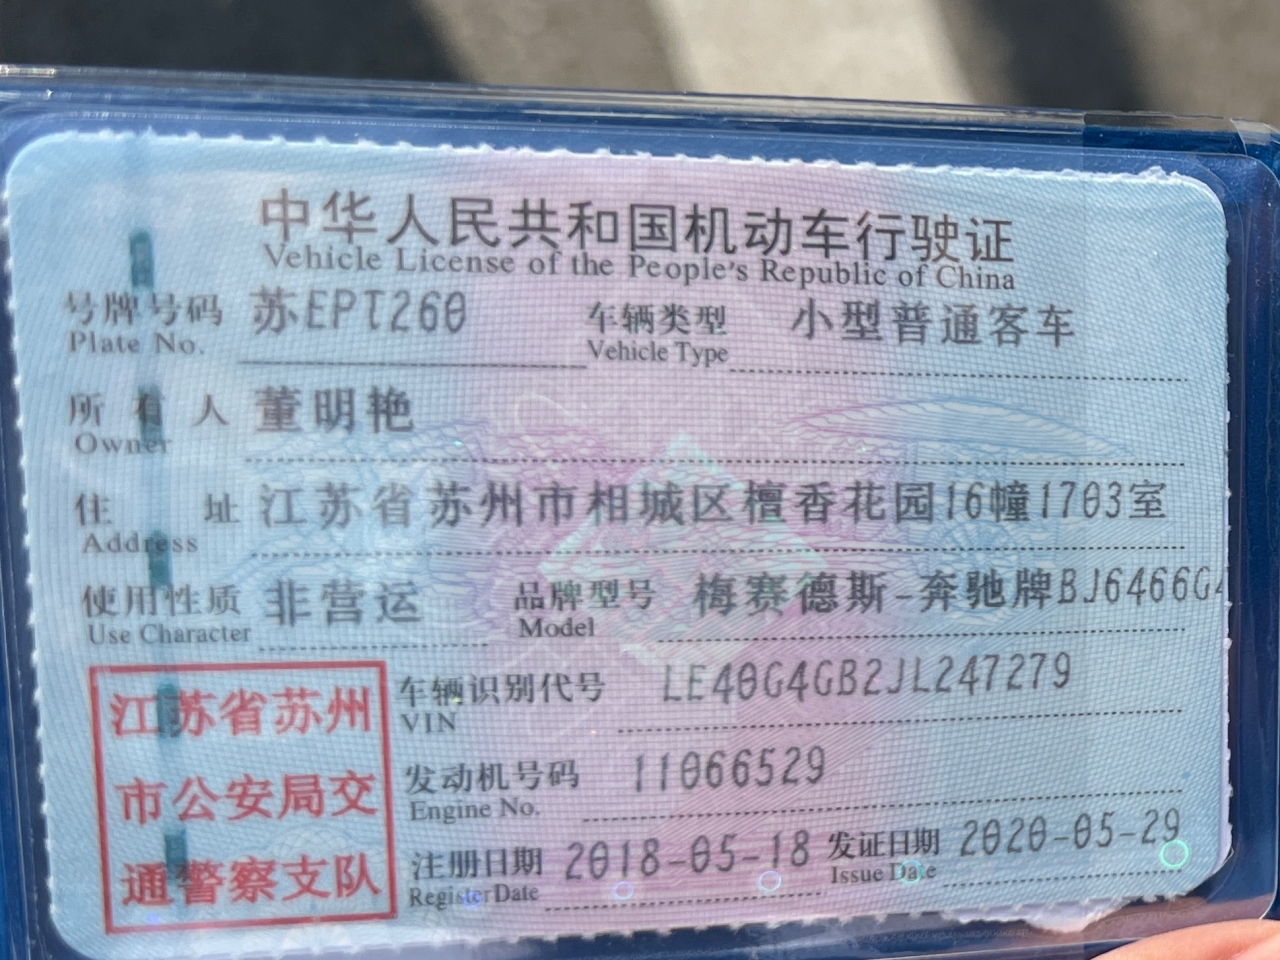 中华人民共和国机动车行驶证
Vehicle License of the People's Republic of China
号牌号码 苏EPT260 车辆类型 小型普通客车
Plate No. Vehicle Type
所有人 董明艳
Owner
住址 江苏省苏州市相城区檀香花园16幢1703室
Address
使用性质 非营运 品牌型号 梅赛德斯-奔驰牌BJ6466G4
Use Character Model
江苏省苏州
市公安局交
通警察支队
车辆识别代号 LE40G4GB2JL247279
VIN
发动机号码 11066529
Engine No.
注册日期 2018-05-18 发证日期 2020-05-29
Register Date Issue Date